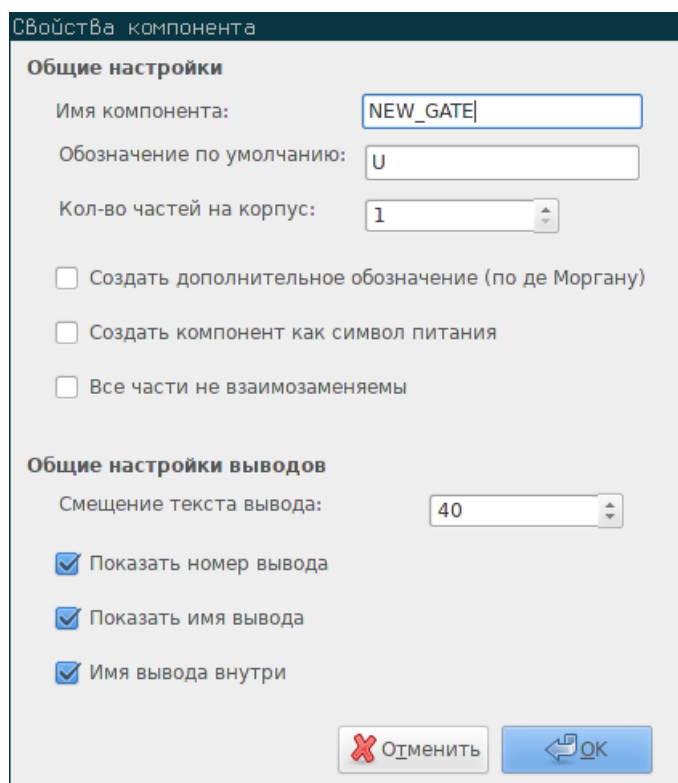 Свойства компонента
Общие настройки
Имя компонента: NEW_GATE
Обозначение по умолчанию: U
Кол-во частей на корпус: 1
Создать дополнительное обозначение (по де Моргану)
Создать компонент как символ питания
Все части не взаимозаменяемы
Общие настройки выводов
Смещение текста вывода: 40
Показать номер вывода
Показать имя вывода
Имя вывода внутри
Отменить OK